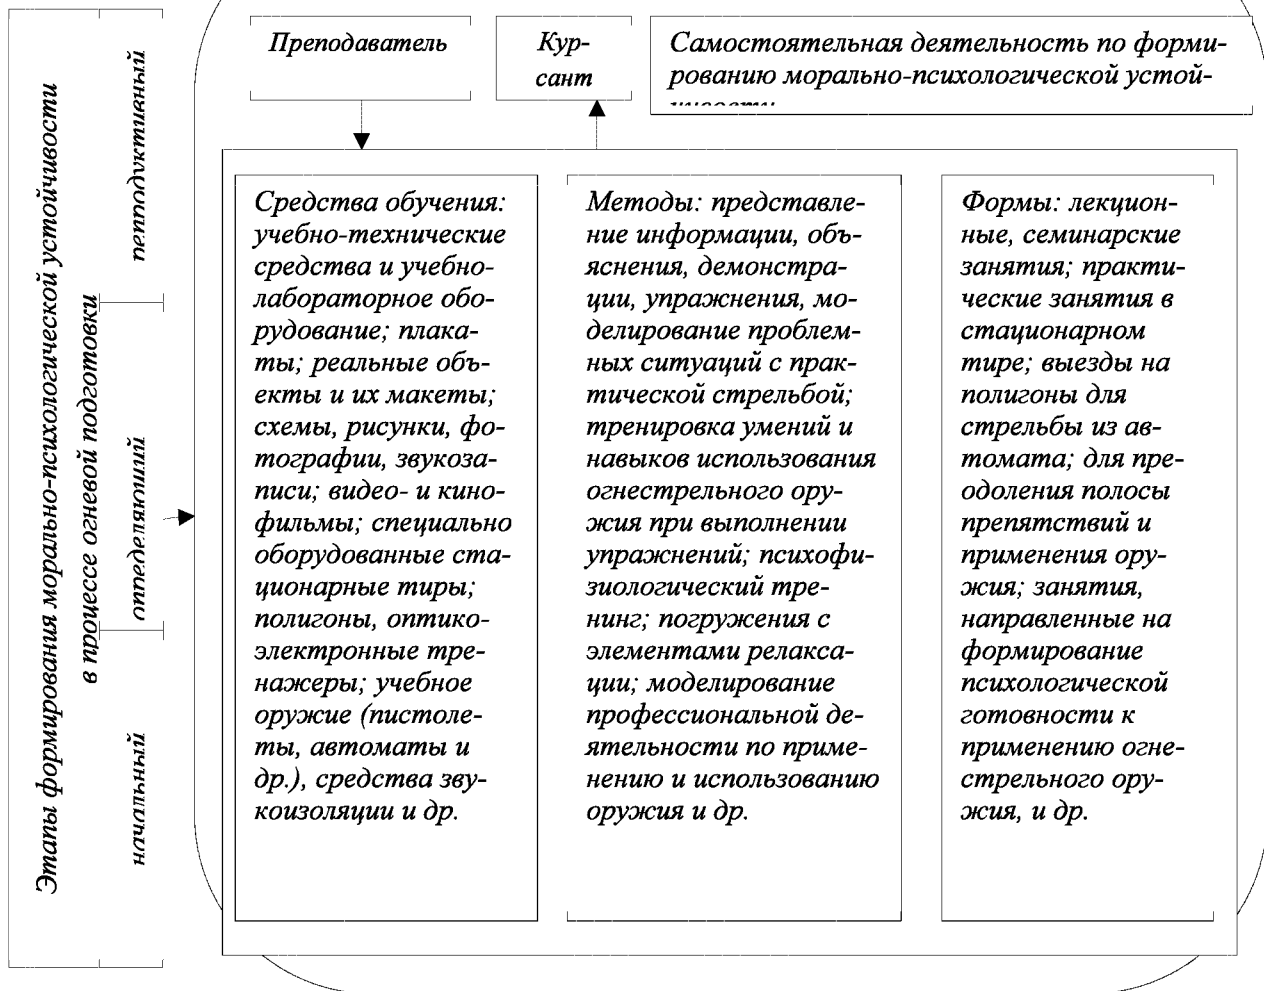 Этапы формирования морально-психологической устойчивости
в процессе огневой подготовки
репродуктивный
определяющий
начальный
Преподаватель
Кур-
сант
Самостоятельная деятельность по форми-
рованию морально-психологической устой-
чивости
Средства обучения:
учебно-технические
средства и учебно-
лабораторное обо-
рудование; плака-
ты; реальные объ-
екты и их макеты;
схемы, рисунки, фо-
тографии, звукоза-
писи; видео- и кино-
фильмы; специально
оборудованные ста-
ционарные тиры;
полигоны, оптико-
электронные тре-
нажеры; учебное
оружие (пистоле-
ты, автоматы и
др.), средства зву-
коизоляции и др.
Методы: представле-
ние информации, объ-
яснения, демонстра-
ции, упражнения, мо-
делирование проблем-
ных ситуаций с прак-
тической стрельбой;
тренировка умений и
навыков использования
огнестрельного ору-
жия при выполнении
упражнений; психофи-
зиологический тре-
нинг; погружения с
элементами релакса-
ции; моделирование
профессиональной де-
ятельности по приме-
нению и использованию
оружия и др.
Формы: лекцион-
ные, семинарские
занятия; практи-
ческие занятия в
стационарном
тире; выезды на
полигоны для
стрельбы из ав-
томата; для пре-
одоления полосы
препятствий и
применения ору-
жия; занятия,
направленные на
формирование
психологической
готовности к
применению огне-
стрельного ору-
жия, и др.